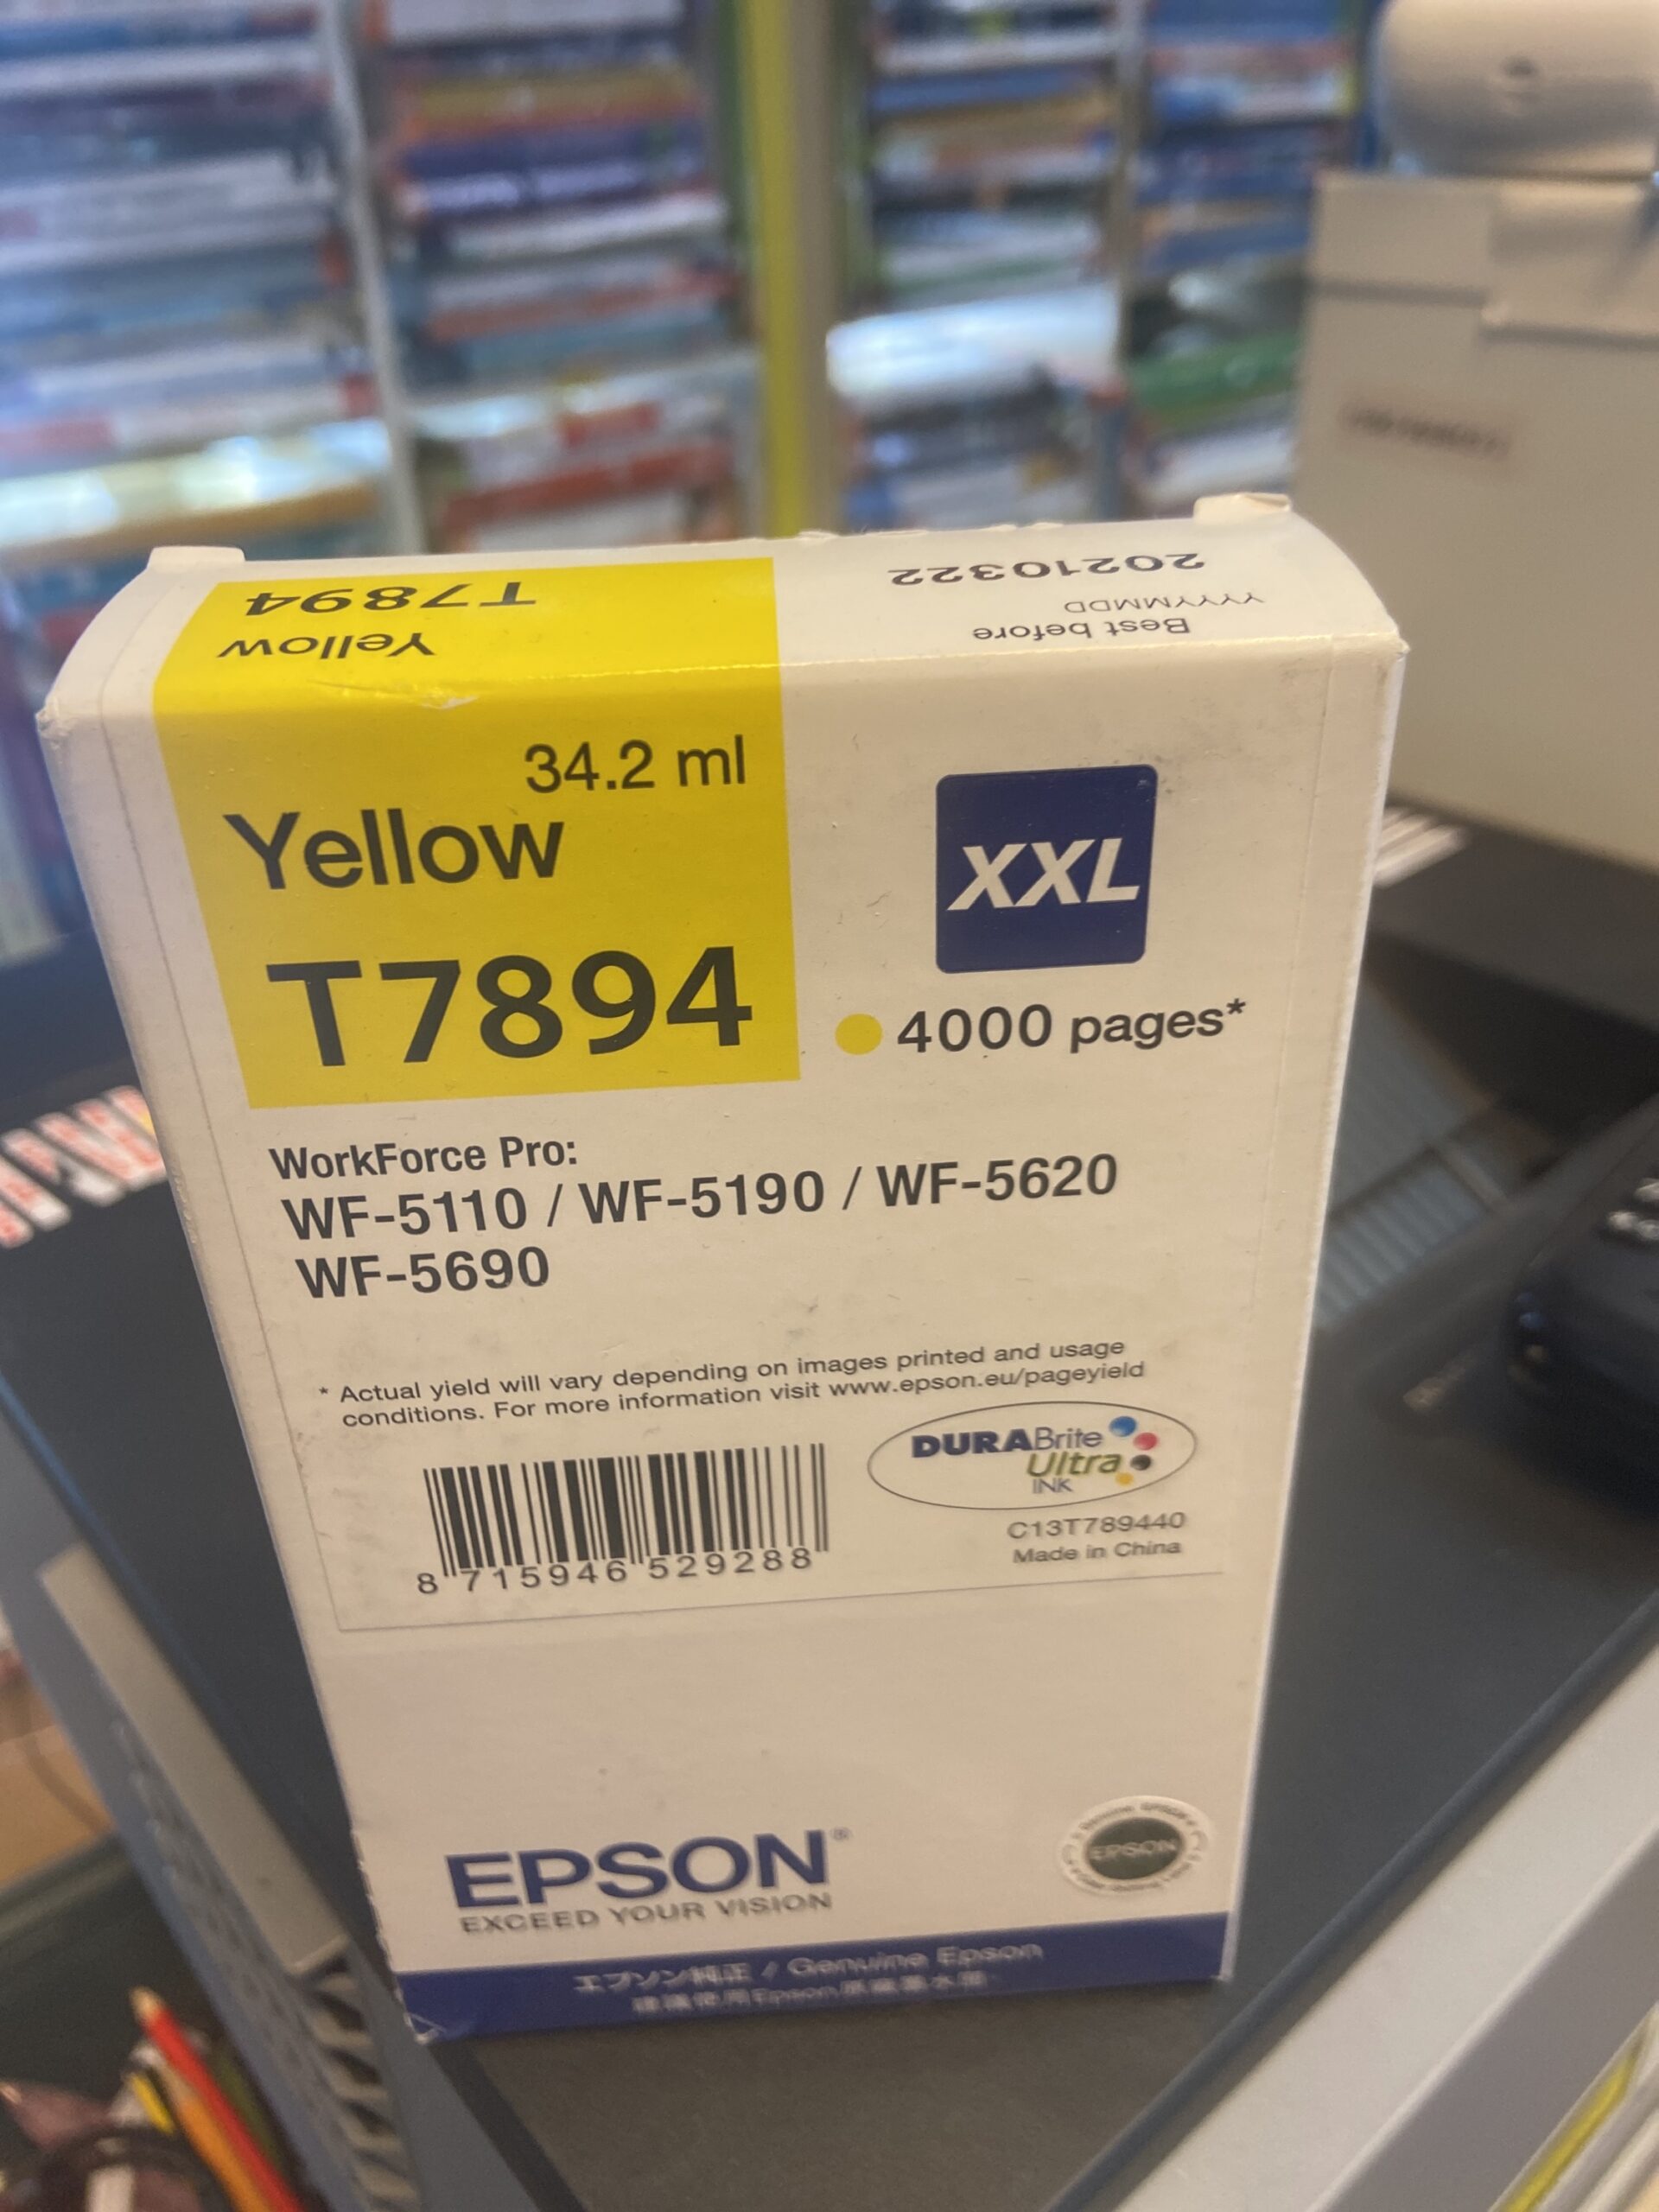 T7894
Yellow
20210322
YYYYMMDD
Best before
34.2 ml
Yellow
T7894
XXL
4000 pages*
WorkForce Pro:
WF-5110 / WF-5190 / WF-5620
WF-5690
* Actual yield will vary depending on images printed and usage
conditions. For more information visit www.epson.eu/pageyield
DURABrite
Ultra
INK
C13T789440
Made in China
8 715946 529288
EPSON®
EXCEED YOUR VISION
EPSON
エプソン純正 / Genuine Epson